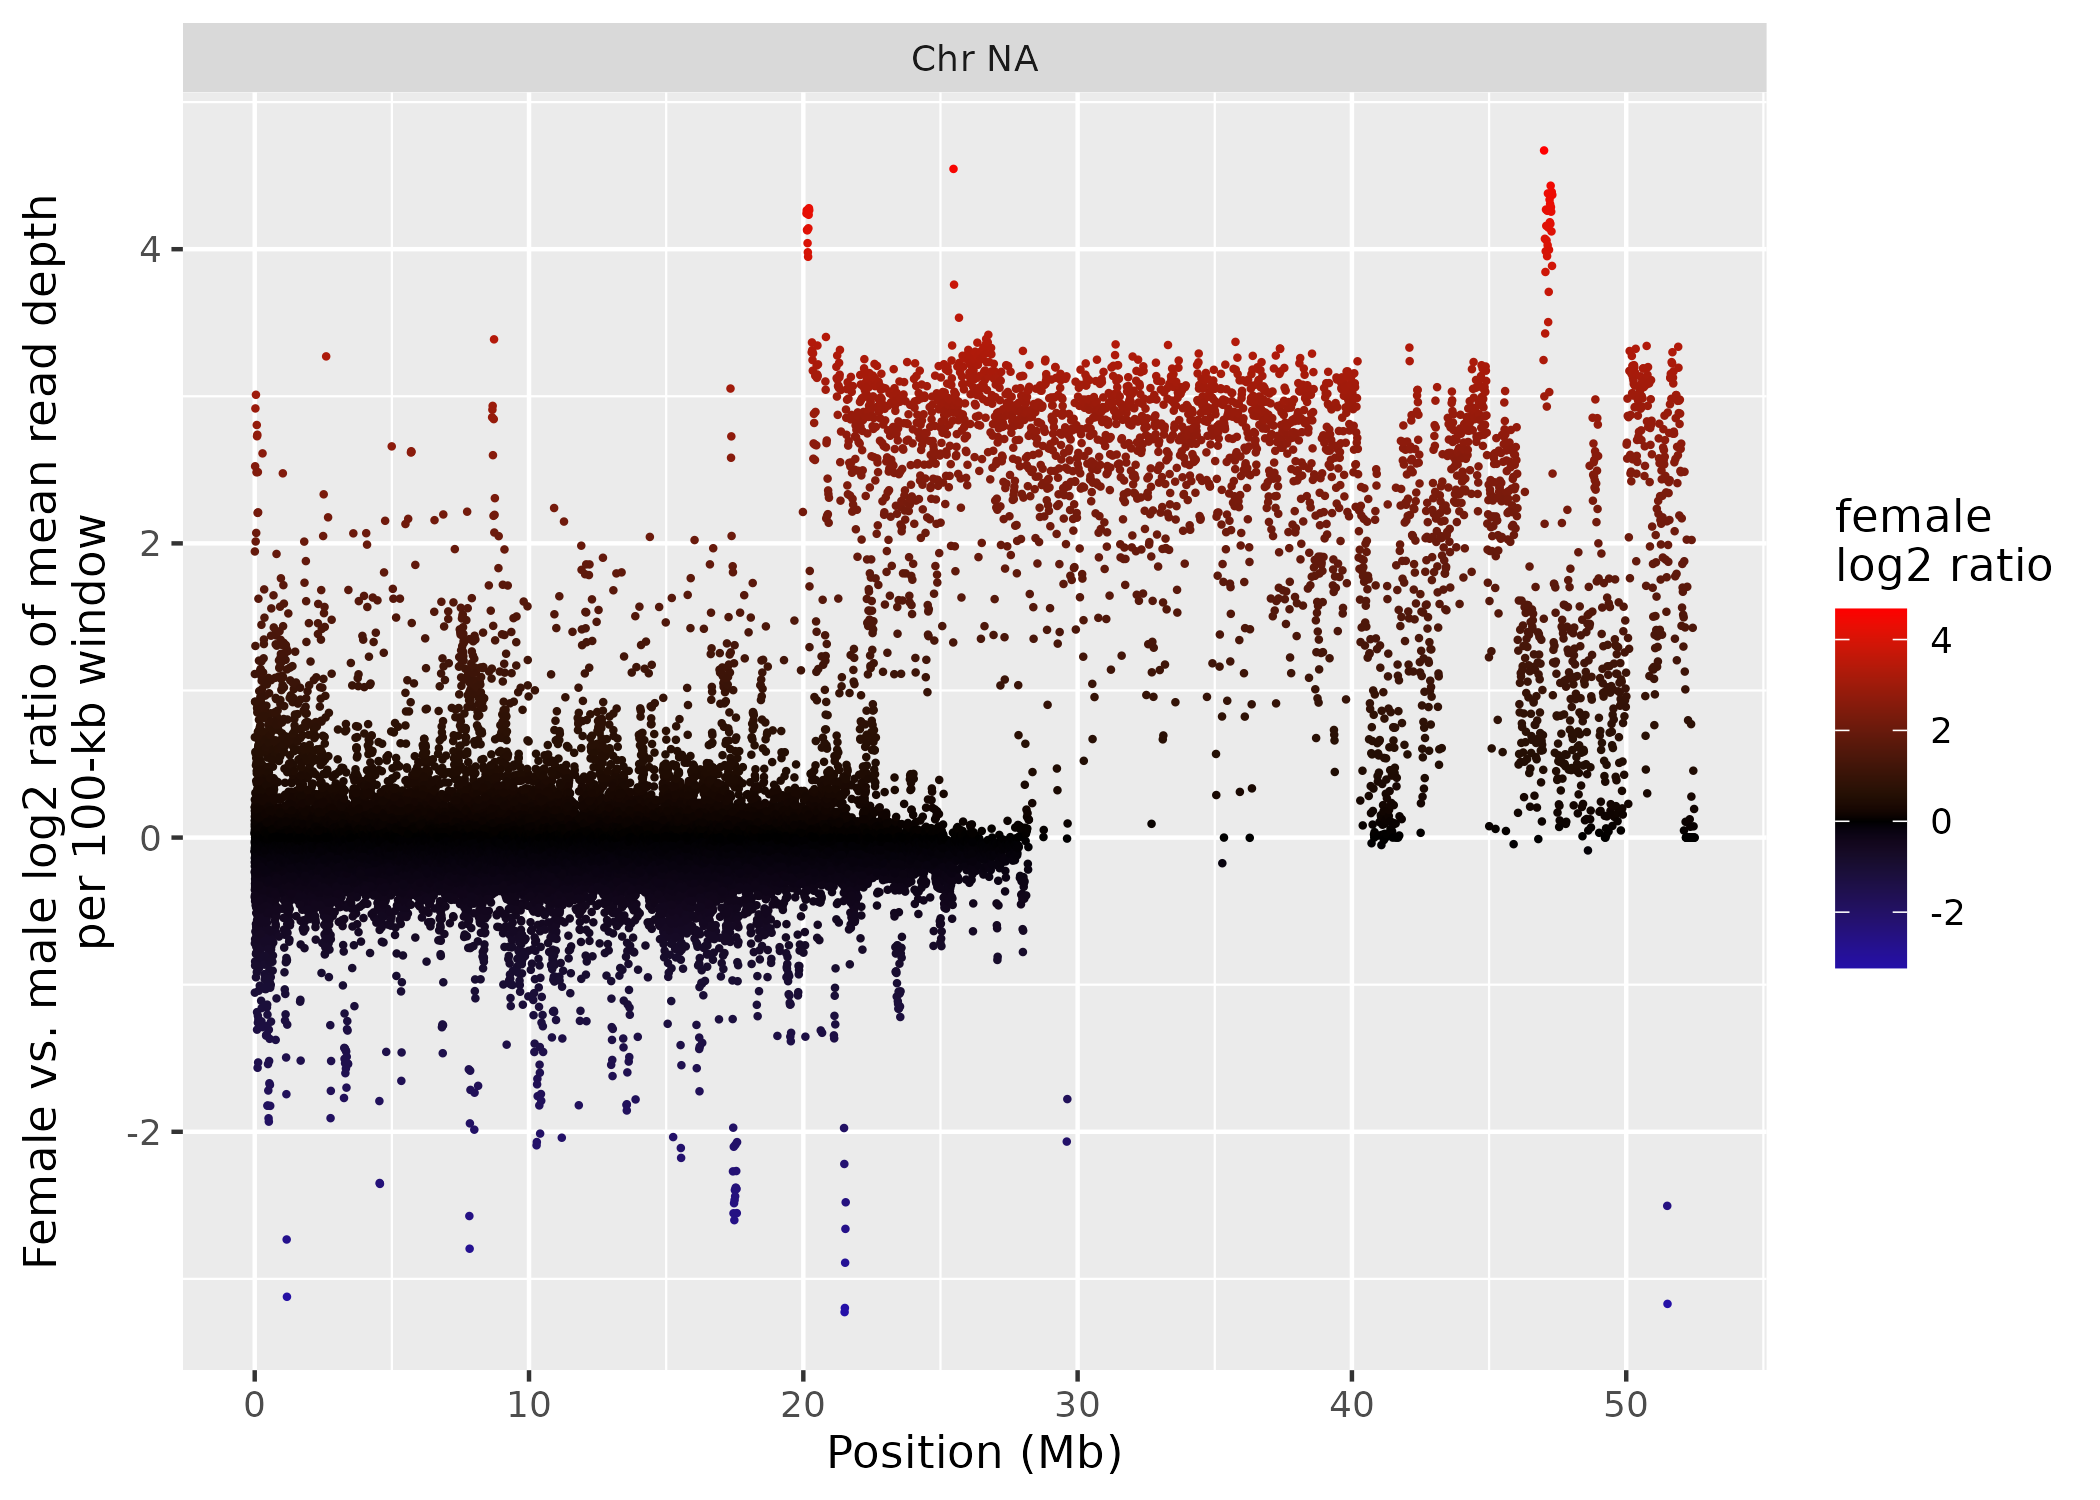 Chr NA
Female vs. male log2 ratio of mean read depth
per 100-kb window
4
2
0
-2
0
10
20
30
40
50
Position (Mb)
female
log2 ratio
4
2
0
-2